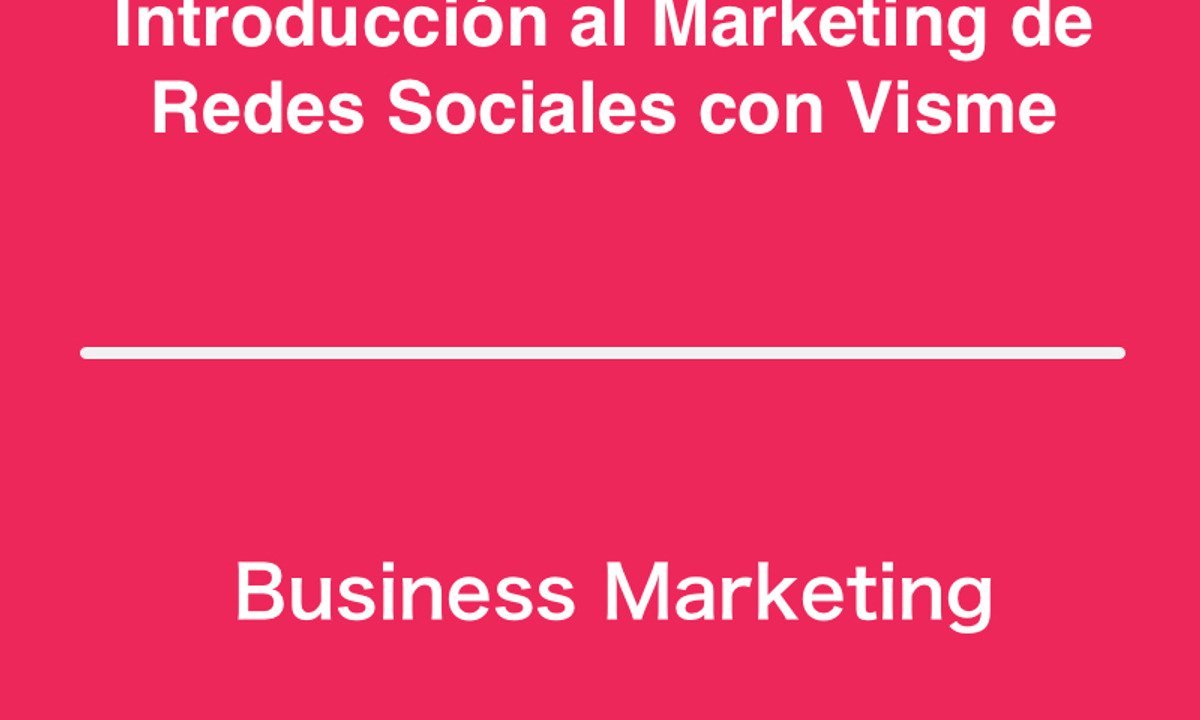 Introducción al Marketing de
Redes Sociales con Visme
Business Marketing